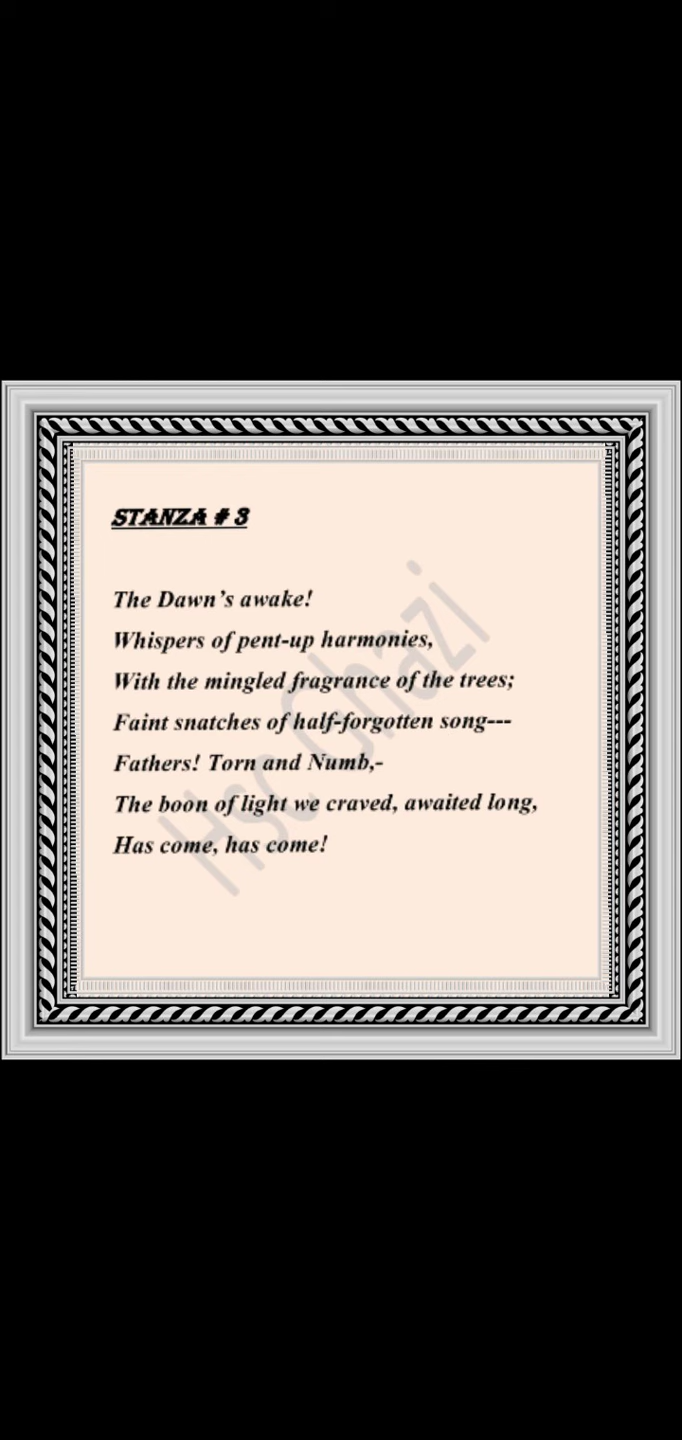 STANZA # 3
The Dawn's awake!
Whispers of pent-up harmonies,
With the mingled fragrance of the trees;
Faint snatches of half-forgotten song---
Fathers! Torn and Numb,-
The boon of light we craved, awaited long,
Has come, has come!
Hsc Ghazi